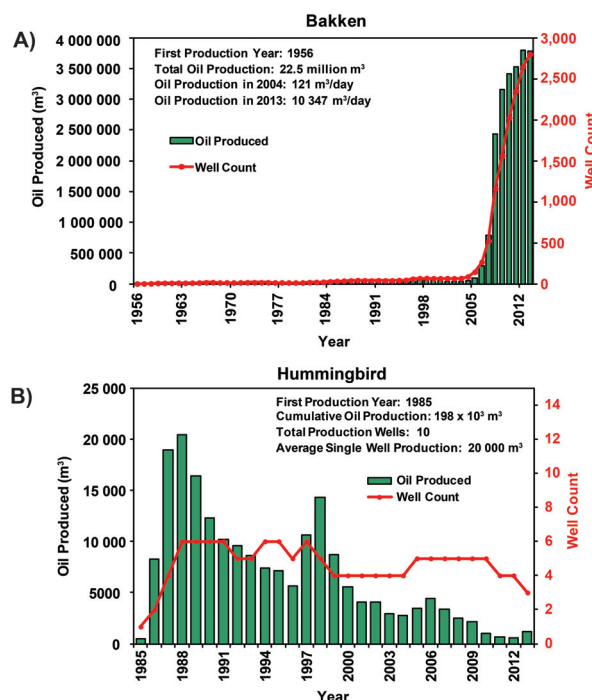 A)
Bakken
First Production Year: 1956
Total Oil Production: 22.5 million m³
Oil Production in 2004: 121 m³/day
Oil Production in 2013: 10 347 m³/day
Oil Produced
Well Count
Oil Produced (m³)
4 000 000
3 500 000
3 000 000
2 500 000
2 000 000
1 500 000
1 000 000
500 000
0
3,000
2,500
2,000
1,500
1,000
500
0
Well Count
1956 1963 1970 1977 1984 1991 1998 2005 2012
Year
B)
Hummingbird
First Production Year: 1985
Cumulative Oil Production: 198 x 10³ m³
Total Production Wells: 10
Average Single Well Production: 20 000 m³
Oil Produced
Well Count
Oil Produced (m³)
25 000
20 000
15 000
10 000
5000
0
14
12
10
8
6
4
2
0
Well Count
1985 1988 1991 1994 1997 2000 2003 2006 2009 2012
Year